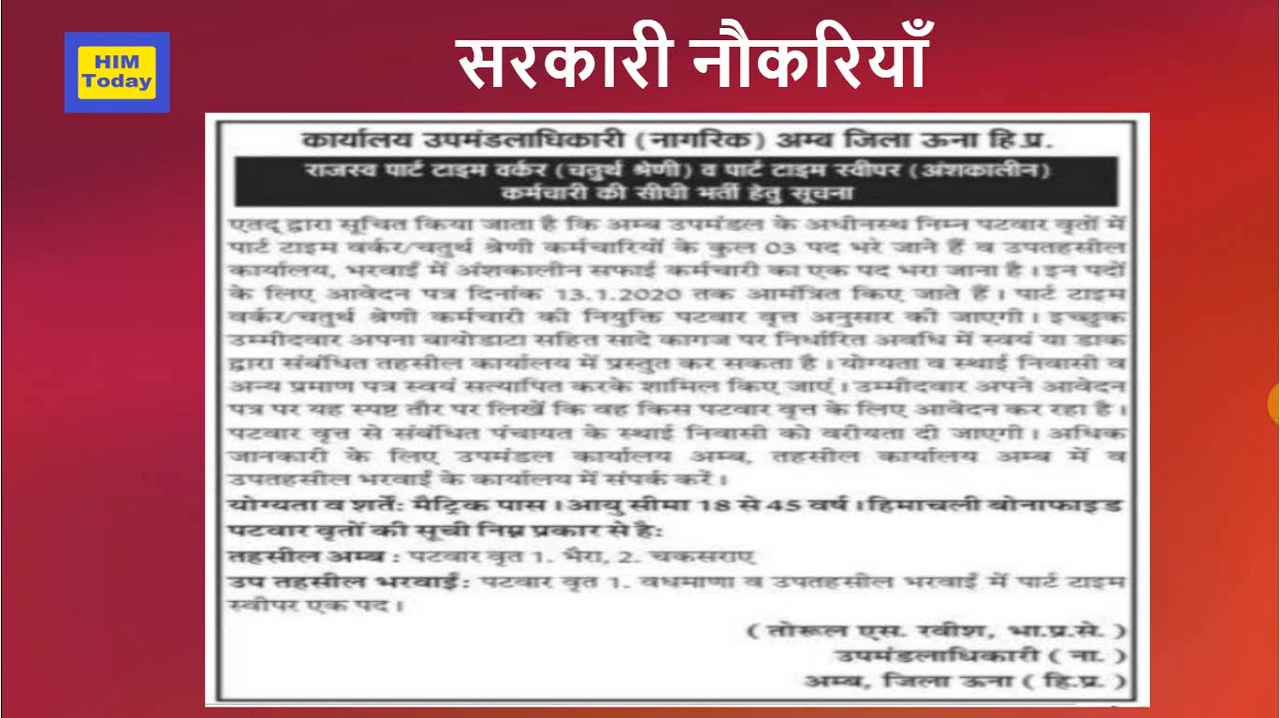 HIM
Today
सरकारी नौकरियाँ
कार्यालय उपमंडलाधिकारी (नागरिक) अम्ब जिला ऊना हि.प्र.
राजस्व पार्ट टाइम वर्कर (चतुर्थ श्रेणी) व पार्ट टाइम स्वीपर (अंशकालीन)
कर्मचारी की सीधी भर्ती हेतु सूचना
एतद् द्वारा सूचित किया जाता है कि अम्ब उपमंडल के अधीनस्थ निम्न पटवार वृतों में
पार्ट टाइम वर्कर/चतुर्थ श्रेणी कर्मचारियों के कुल 03 पद भरे जाने हैं व उपतहसील
कार्यालय, भरवाईं में अंशकालीन सफाई कर्मचारी का एक पद भरा जाना है। इन पदों
के लिए आवेदन पत्र दिनांक 13.1.2020 तक आमंत्रित किए जाते हैं। पार्ट टाइम
वर्कर/चतुर्थ श्रेणी कर्मचारी की नियुक्ति पटवार वृत्त अनुसार की जाएगी। इच्छुक
उम्मीदवार अपना बायोडाटा सहित सादे कागज पर निर्धारित अवधि में स्वयं या डाक
द्वारा संबंधित तहसील कार्यालय में प्रस्तुत कर सकता है। योग्यता व स्थाई निवासी व
अन्य प्रमाण पत्र स्वयं सत्यापित करके शामिल किए जाएं। उम्मीदवार अपने आवेदन
पत्र पर यह स्पष्ट तौर पर लिखें कि वह किस पटवार वृत्त के लिए आवेदन कर रहा है।
पटवार वृत्त से संबंधित पंचायत के स्थाई निवासी को वरीयता दी जाएगी। अधिक
जानकारी के लिए उपमंडल कार्यालय अम्ब, तहसील कार्यालय अम्ब में व
उपतहसील भरवाईं के कार्यालय में संपर्क करें।
योग्यता व शर्तें: मैट्रिक पास। आयु सीमा 18 से 45 वर्ष। हिमाचली बोनाफाइड
पटवार वृतों की सूची निम्न प्रकार से है:
तहसील अम्ब : पटवार वृत 1. भैरा, 2. चकसराए
उप तहसील भरवाईं: पटवार वृत 1. वधमाणा व उपतहसील भरवाईं में पार्ट टाइम
स्वीपर एक पद।
( तोरूल एस. रवीश, भा.प्र.से. )
उपमंडलाधिकारी ( ना. )
अम्ब, जिला ऊना ( हि.प्र. )